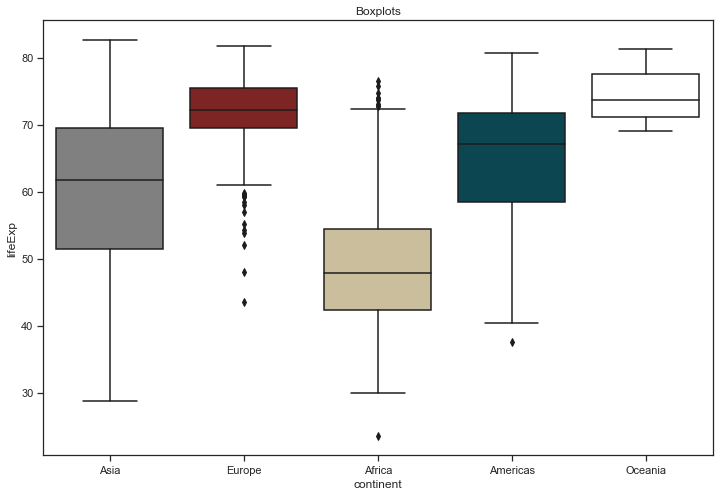 Boxplots
80
70
60
50
40
30
lifeExp
Asia
Europe
Africa
Americas
Oceania
continent